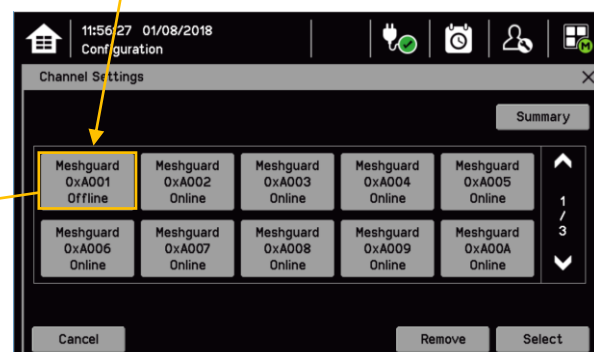 11:56:27 01/08/2018
Configuration
M
Channel Settings
Summary
Meshguard Meshguard Meshguard Meshguard Meshguard
0xA001 0xA002 0xA003 0xA004 0xA005
Offline Online Online Online Online
1
/
3
Meshguard Meshguard Meshguard Meshguard Meshguard
0xA006 0xA007 0xA008 0xA009 0xA00A
Online Online Online Online Online
Cancel Remove Select